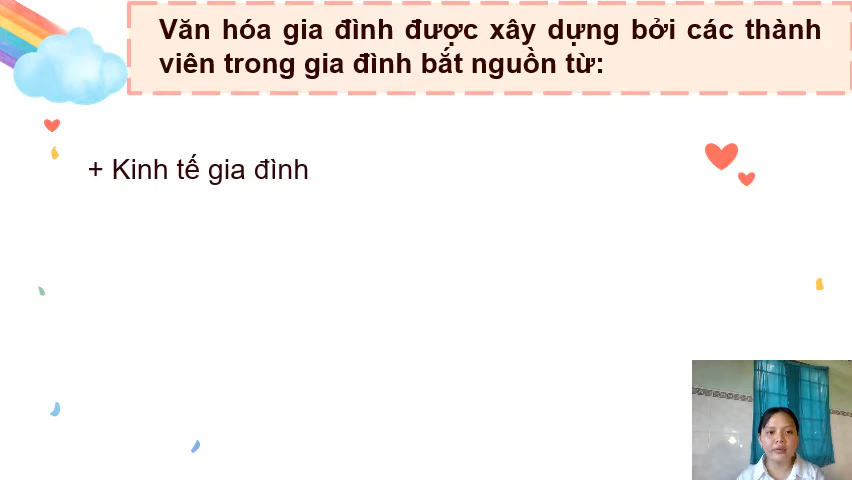 Văn hóa gia đình được xây dựng bởi các thành
viên trong gia đình bắt nguồn từ:
+ Kinh tế gia đình